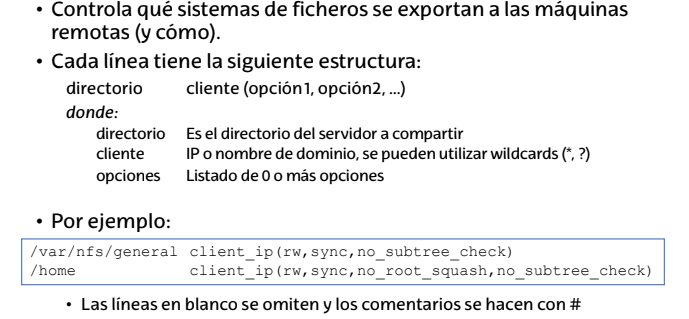 • Controla qué sistemas de ficheros se exportan a las máquinas
remotas (y cómo).
• Cada línea tiene la siguiente estructura:
directorio cliente (opción1, opción2, ...)
donde:
directorio Es el directorio del servidor a compartir
cliente IP o nombre de dominio, se pueden utilizar wildcards (*, ?)
opciones Listado de 0 o más opciones
• Por ejemplo:
/var/nfs/general client_ip(rw,sync,no_subtree_check)
/home client_ip(rw,sync,no_root_squash,no_subtree_check)
• Las líneas en blanco se omiten y los comentarios se hacen con #